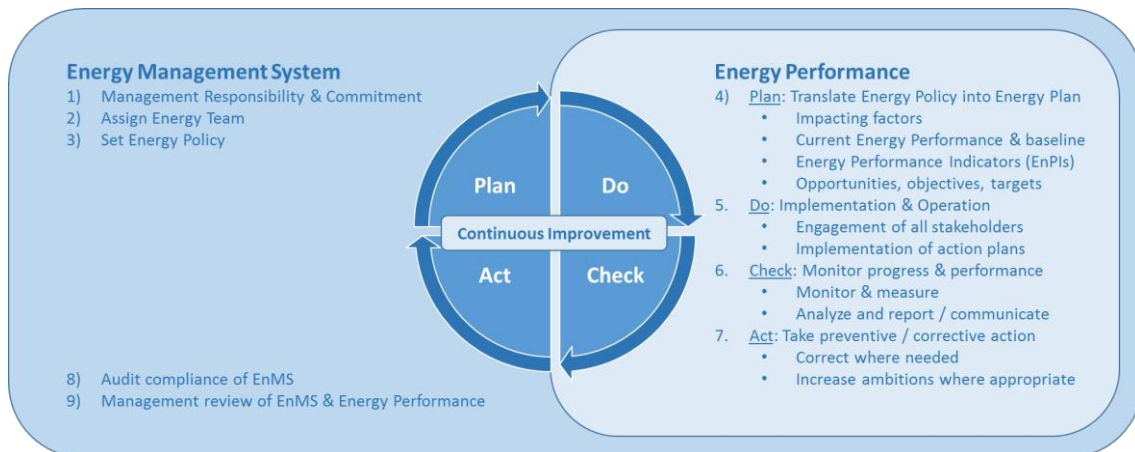 Energy Management System
1) Management Responsibility & Commitment
2) Assign Energy Team
3) Set Energy Policy
8) Audit compliance of EnMS
9) Management review of EnMS & Energy Performance
Plan
Do
Continuous Improvement
Act
Check
Energy Performance
4) Plan: Translate Energy Policy into Energy Plan
• Impacting factors
• Current Energy Performance & baseline
• Energy Performance Indicators (EnPIs)
• Opportunities, objectives, targets
5. Do: Implementation & Operation
• Engagement of all stakeholders
• Implementation of action plans
6. Check: Monitor progress & performance
• Monitor & measure
• Analyze and report / communicate
7. Act: Take preventive / corrective action
• Correct where needed
• Increase ambitions where appropriate